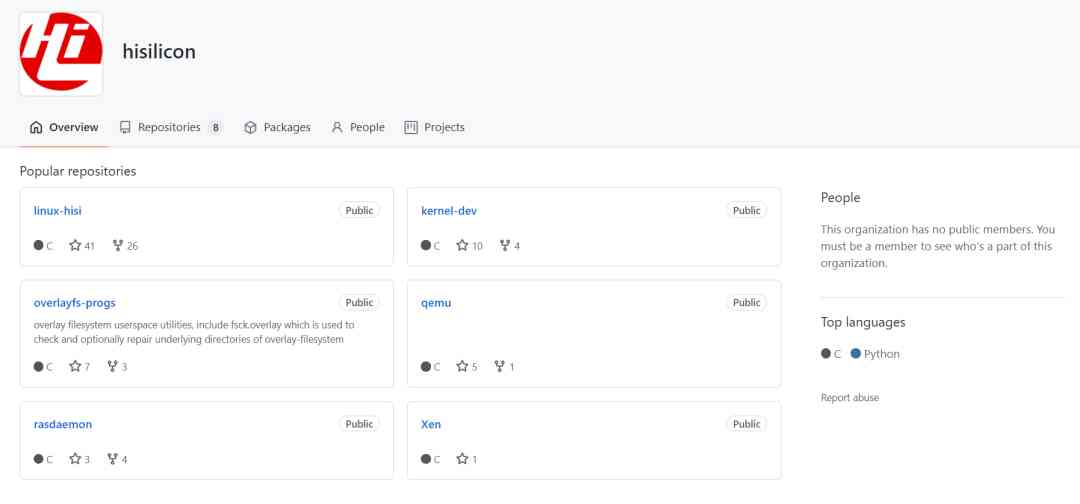 Hi
hisilicon
Overview
Repositories 8
Packages
People
Projects
Popular repositories
linux-hisi
Public
C 41 26
kernel-dev
Public
C 10 4
overlayfs-progs
Public
overlay filesystem userspace utilities, include fsck.overlay which is used to
check and optionally repair underlying directories of overlay-filesystem
C 7 3
qemu
Public
C 5 1
rasdaemon
Public
C 3 4
Xen
Public
C 1
People
This organization has no public members. You
must be a member to see who's a part of this
organization.
Top languages
C Python
Report abuse